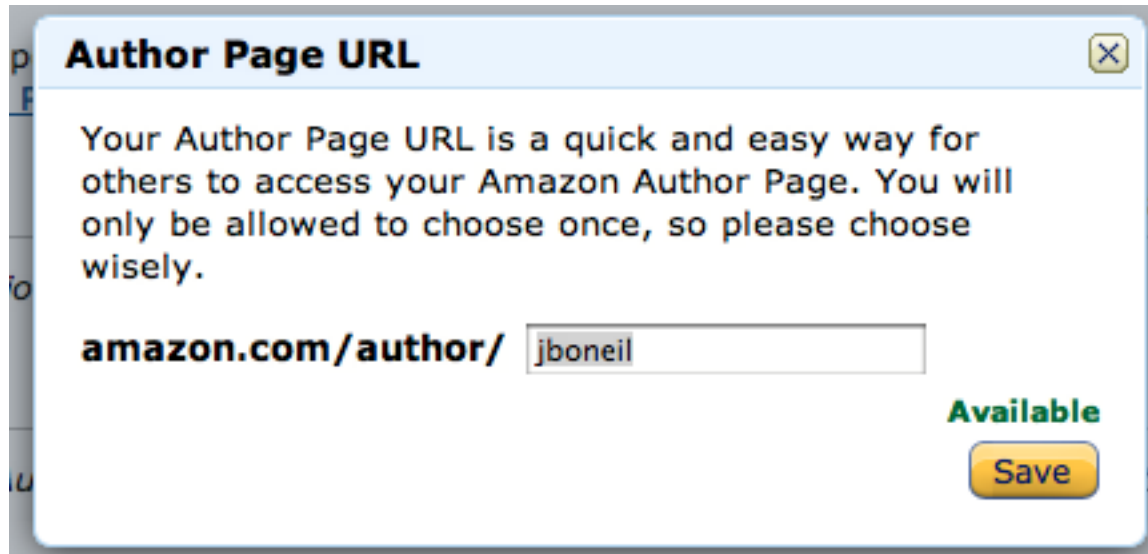 Author Page URL
Your Author Page URL is a quick and easy way for
others to access your Amazon Author Page. You will
only be allowed to choose once, so please choose
wisely.
amazon.com/author/ jboneil
Available
Save